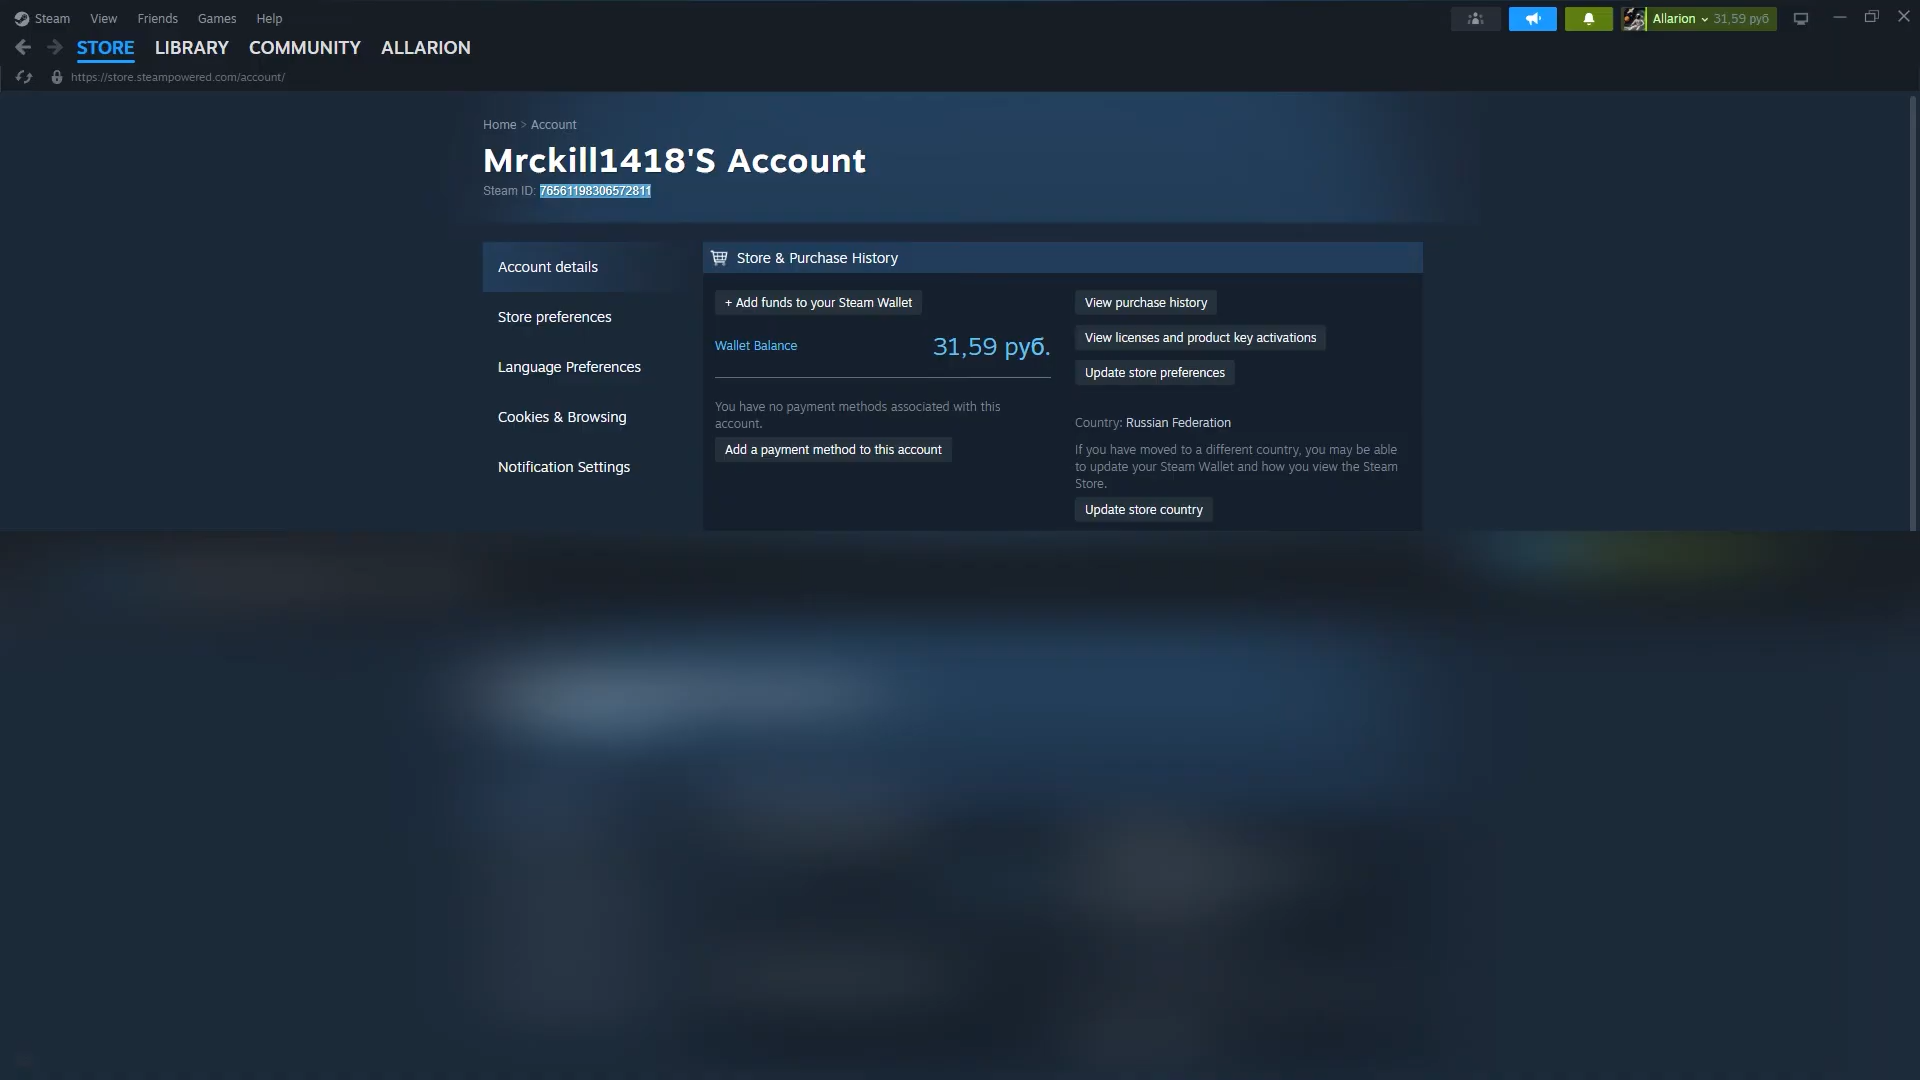 Steam View Friends Games Help
Allarion 31,59 руб
STORE LIBRARY COMMUNITY ALLARION
https://store.steampowered.com/account/
Home > Account
Mrckill1418'S Account
Steam ID: 76561198306572811
Account details
Store preferences
Language Preferences
Cookies & Browsing
Notification Settings
Store & Purchase History
+ Add funds to your Steam Wallet
Wallet Balance 31,59 руб.
You have no payment methods associated with this
account.
Add a payment method to this account
View purchase history
View licenses and product key activations
Update store preferences
Country: Russian Federation
If you have moved to a different country, you may be able
to update your Steam Wallet and how you view the Steam
Store.
Update store country